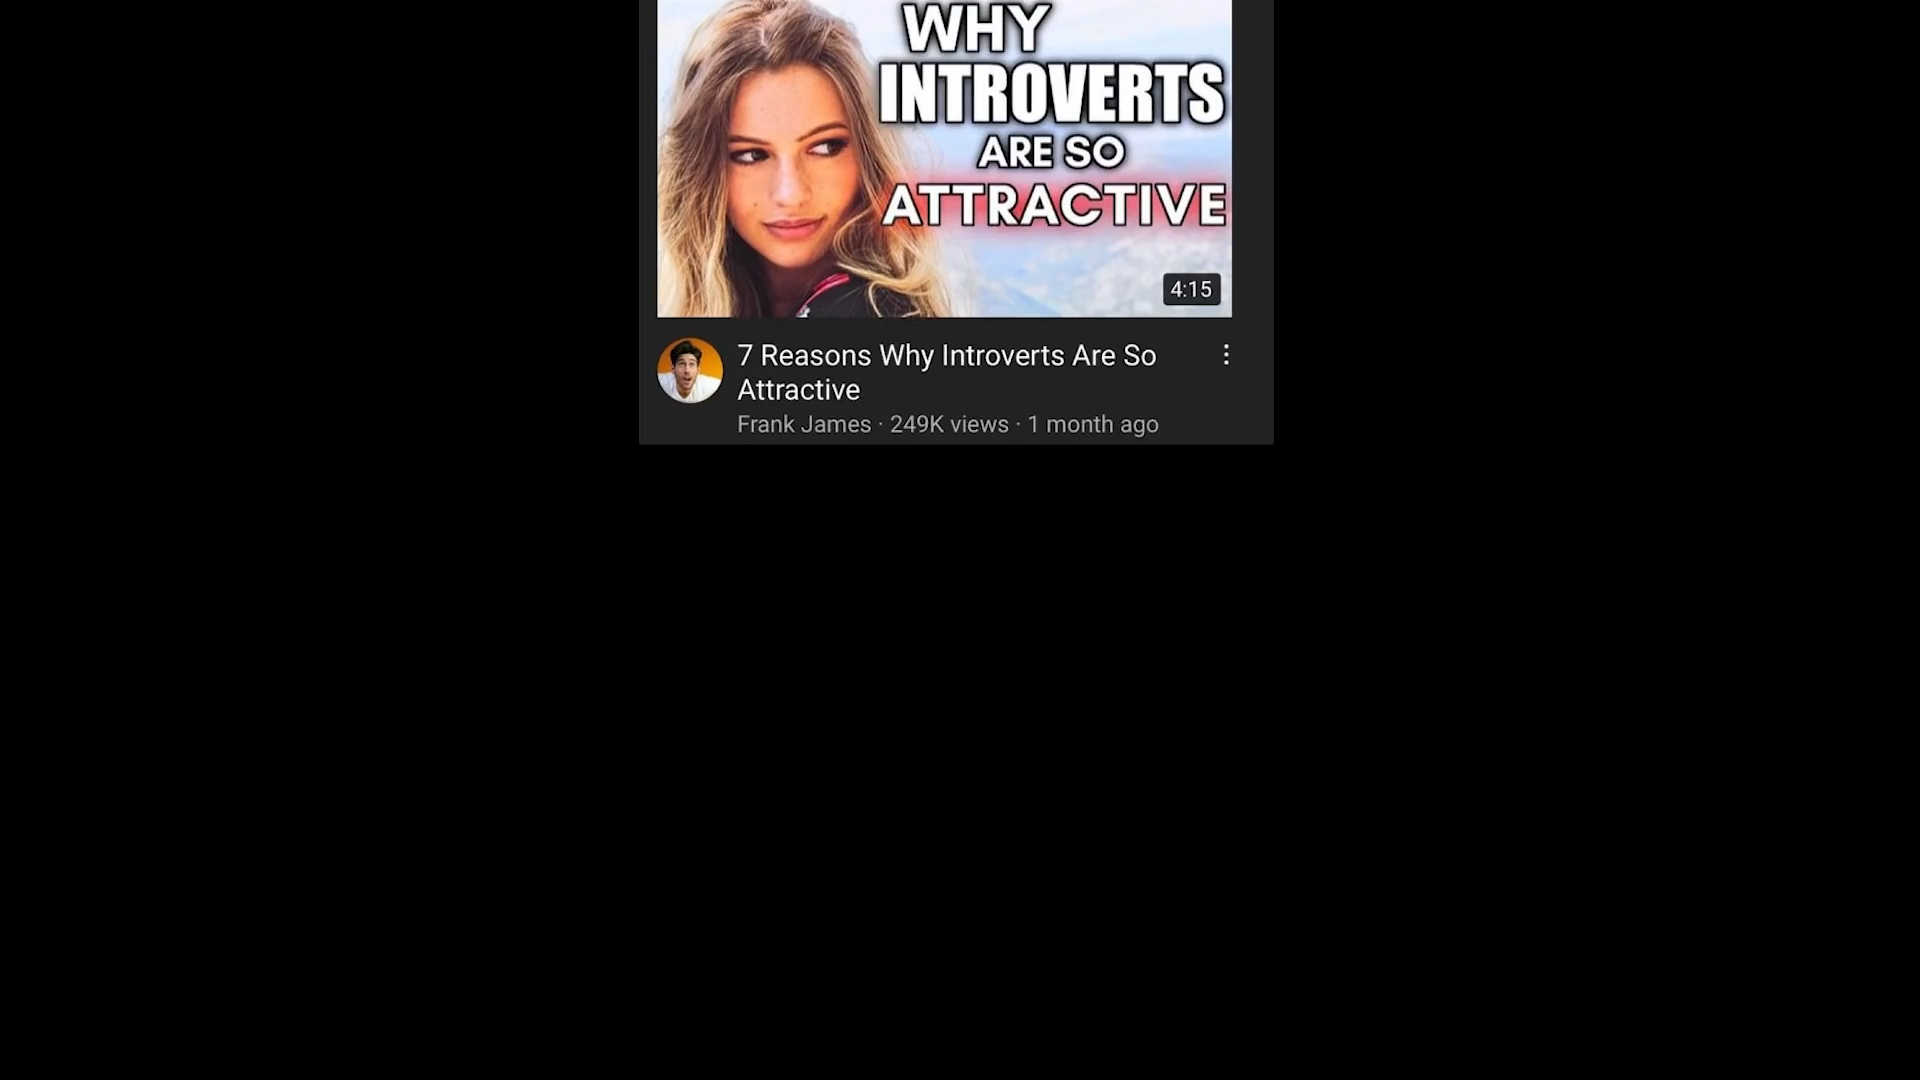 WHY
INTROVERTS
ARE SO
ATTRACTIVE
4:15
7 Reasons Why Introverts Are So
Attractive
Frank James · 249K views · 1 month ago